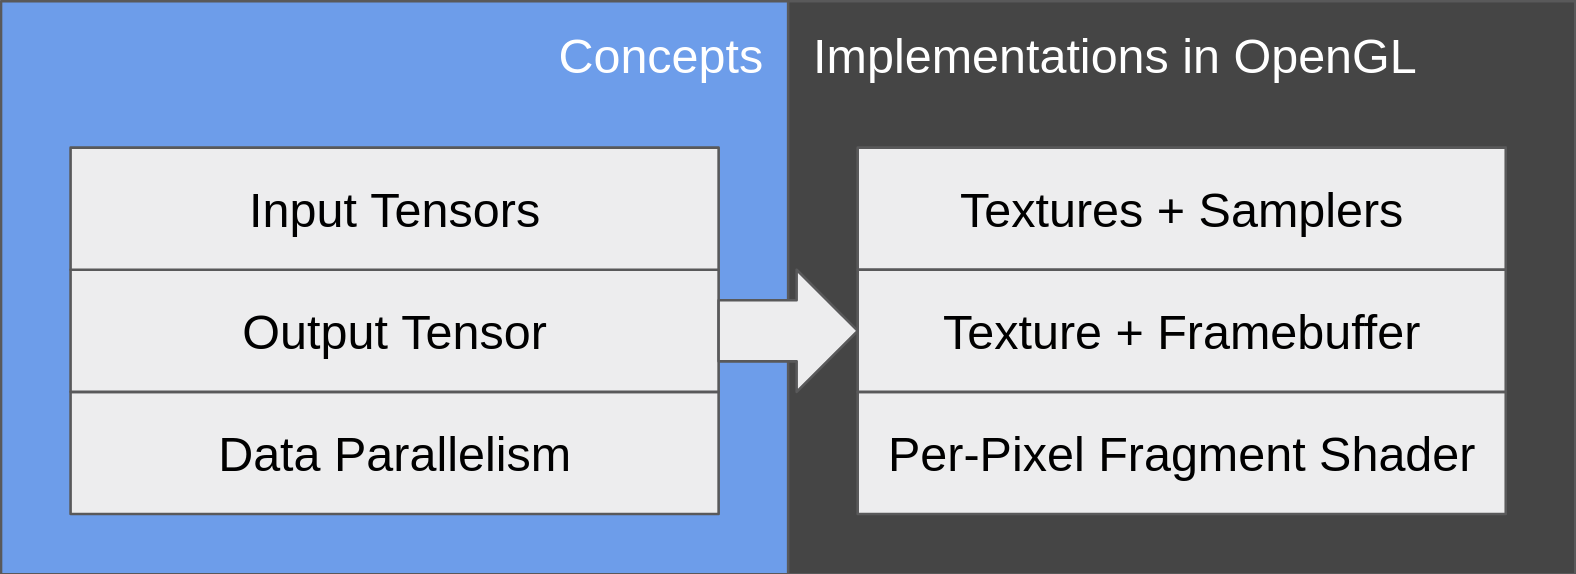 Concepts
Implementations in OpenGL
Input Tensors
Output Tensor
Data Parallelism
Textures + Samplers
Texture + Framebuffer
Per-Pixel Fragment Shader